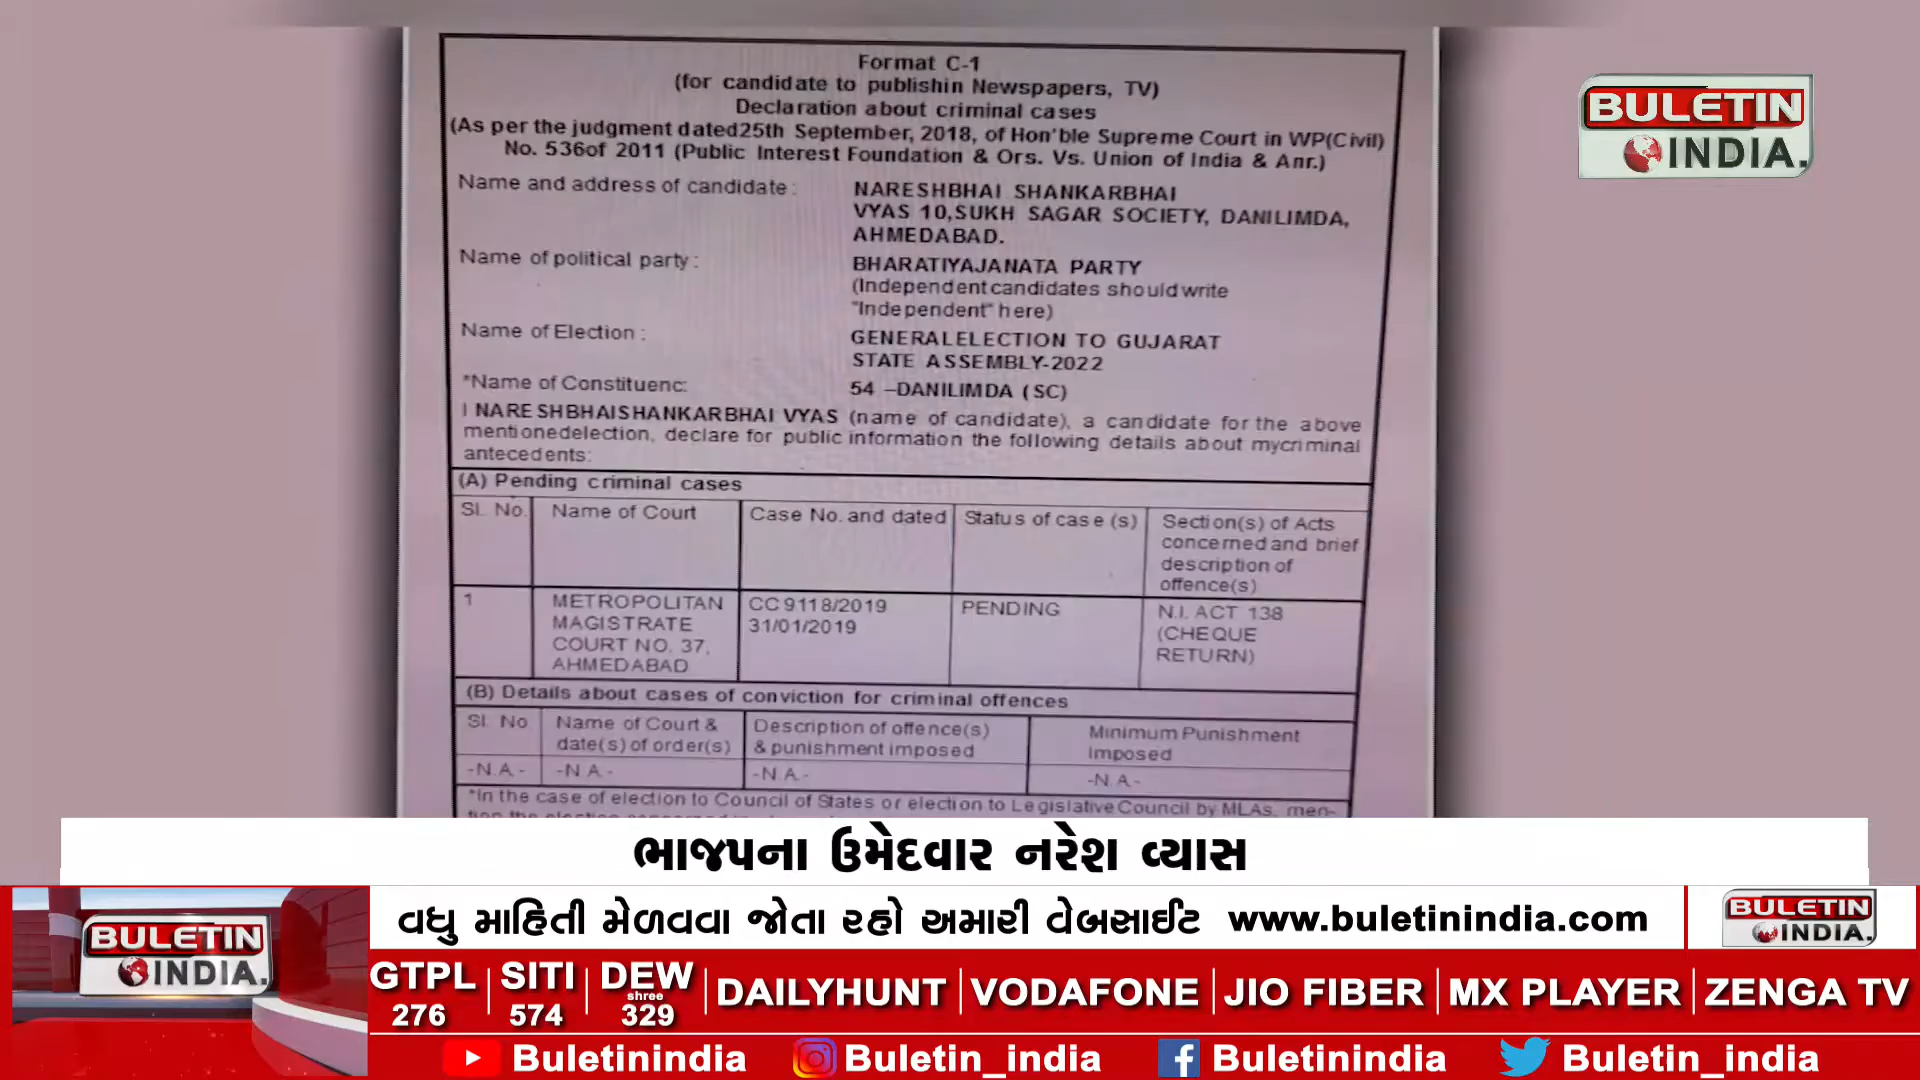 Format C-1
(for candidate to publishin Newspapers, TV)
Declaration about criminal cases
(As per the judgment dated25th September, 2018, of Hon'ble Supreme Court in WP(Civil)
No. 536of 2011 (Public Interest Foundation & Ors. Vs. Union of India & Anr.)
Name and address of candidate : NARESHBHAI SHANKARBHAI
VYAS 10,SUKH SAGAR SOCIETY, DANILIMDA,
AHMEDABAD.
Name of political party : BHARATIYAJANATA PARTY
(Independentcandidates should write
"Independent" here)
Name of Election : GENERALELECTION TO GUJARAT
STATE ASSEMBLY-2022
*Name of Constituenc: 54 –DANILIMDA (SC)
I NARESHBHAISHANKARBHAI VYAS (name of candidate), a candidate for the above
mentionedelection, declare for public information the following details about mycriminal
antecedents:
(A) Pending criminal cases
Sl. No. Name of Court Case No. and dated Status of case (s) Section(s) of Acts
concerned and brief
description of
offence(s)
1 METROPOLITAN MAGISTRATE COURT NO. 37, AHMEDABAD CC 9118/2019 31/01/2019 PENDING N.I. ACT 138 (CHEQUE RETURN)
(B) Details about cases of conviction for criminal offences
Sl. No Name of Court & date(s) of order(s) Description of offence(s) & punishment imposed Minimum Punishment Imposed
-N.A.- -N.A.- -N.A.- -N.A.-
*In the case of election to Council of States or election to Legislative Council by MLAs, men-
BULETIN
INDIA.
ભાજપના ઉમેદવાર નરેશ વ્યાસ
વધુ માહિતી મેળવવા જોતા રહો અમારી વેબસાઈટ www.buletinindia.com
BULETIN
INDIA.
BULETIN
INDIA.
GTPL 276 SITI 574 DEW shree 329 DAILYHUNT VODAFONE JIO FIBER MX PLAYER ZENGA TV
Buletinindia Buletin_india Buletinindia Buletin_india